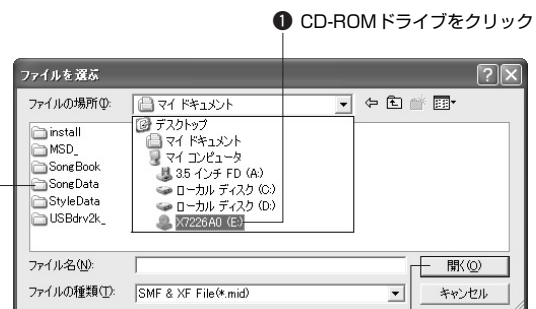 ❶ CD-ROMドライブをクリック
ファイルを選ぶ
ファイルの場所(I):
マイ ドキュメント
install
MSD_
SongBook
SongData
StyleData
USBdrv2k_
デスクトップ
マイ ドキュメント
マイ コンピュータ
3.5 インチ FD (A:)
ローカル ディスク (C:)
ローカル ディスク (D:)
X7226A0 (E:)
ファイル名(N):
開く(O)
ファイルの種類(T):
SMF & XF File(*.mid)
キャンセル